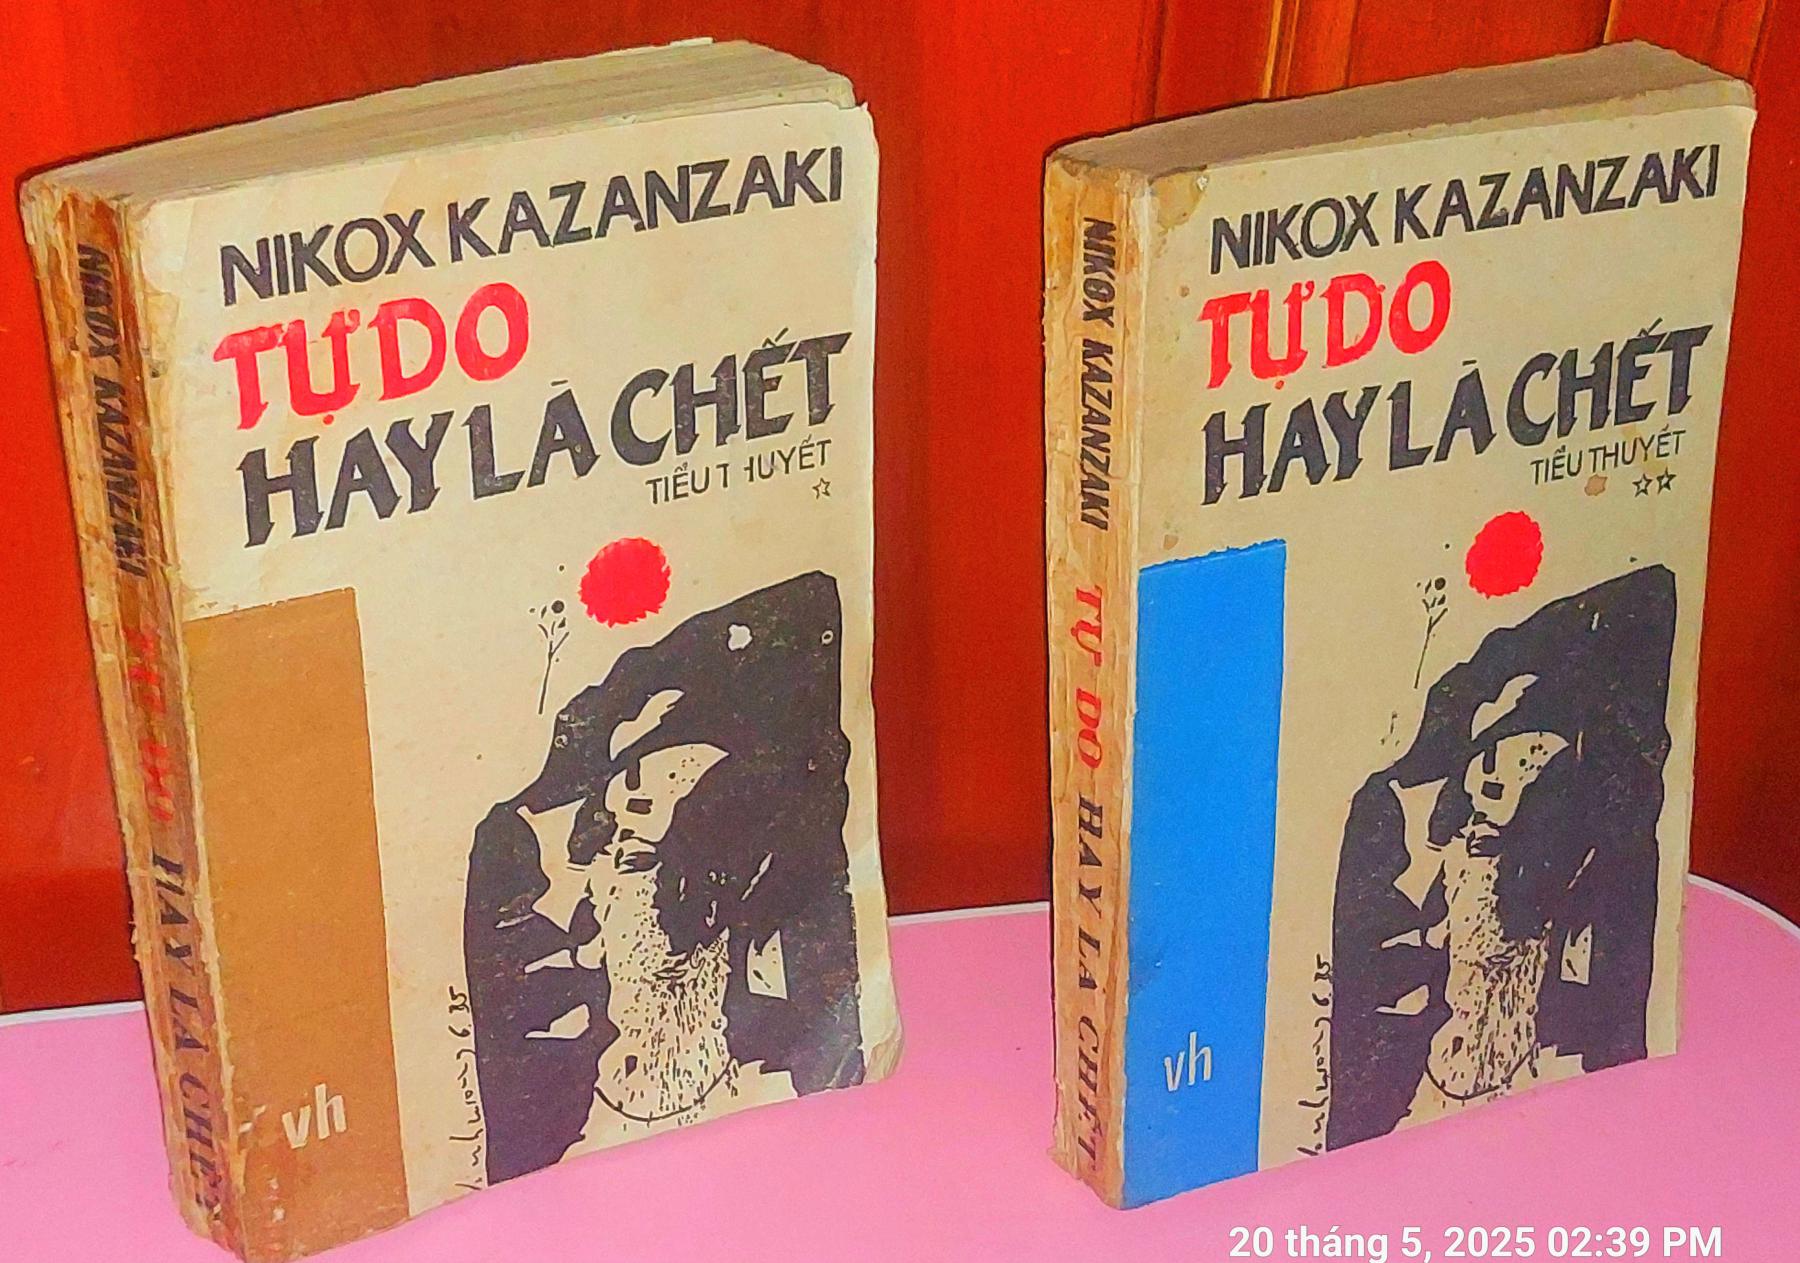 NIKOX KAZANZAKI
TỰ DO
HAY LÀ CHẾT
TIỂU THUYẾT
vh
NIKOX KAZANZAKI TỰ DO HAY LÀ CHẾT
NIKOX KAZANZAKI
TỰ DO
HAY LÀ CHẾT
TIỂU THUYẾT
vh
NIKOX KAZANZAKI TỰ DO HAY LÀ CHẾT
20 tháng 5, 2025 02:39 PM